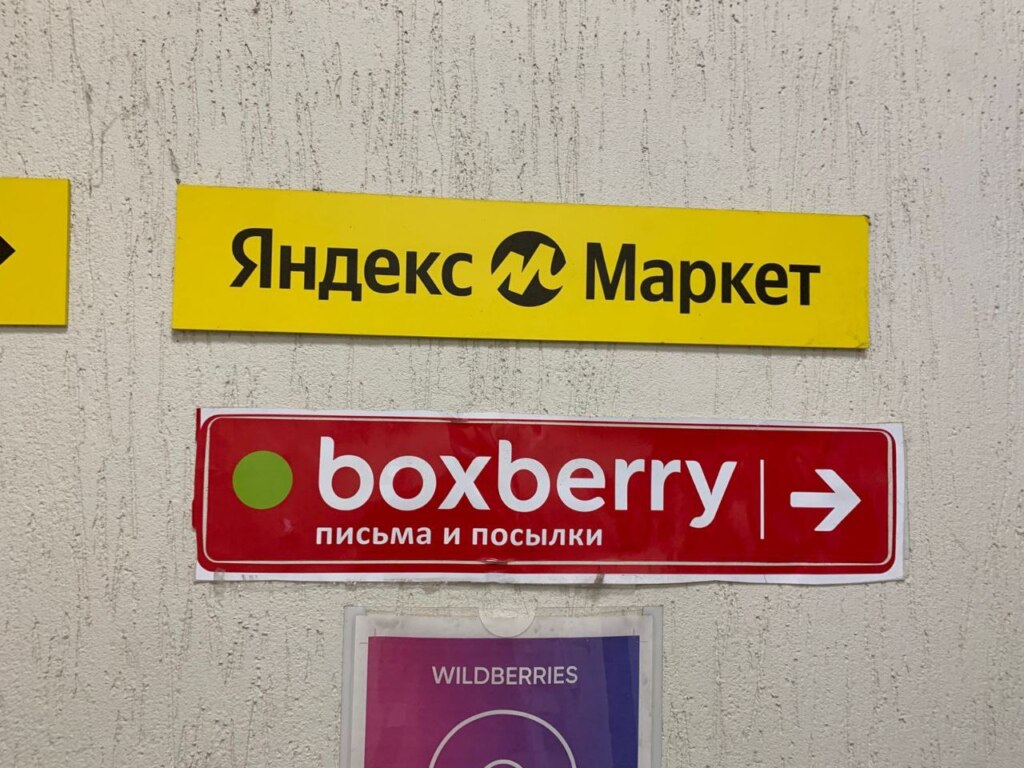 Яндекс Маркет
boxberry
письма и посылки
WILDBERRIES